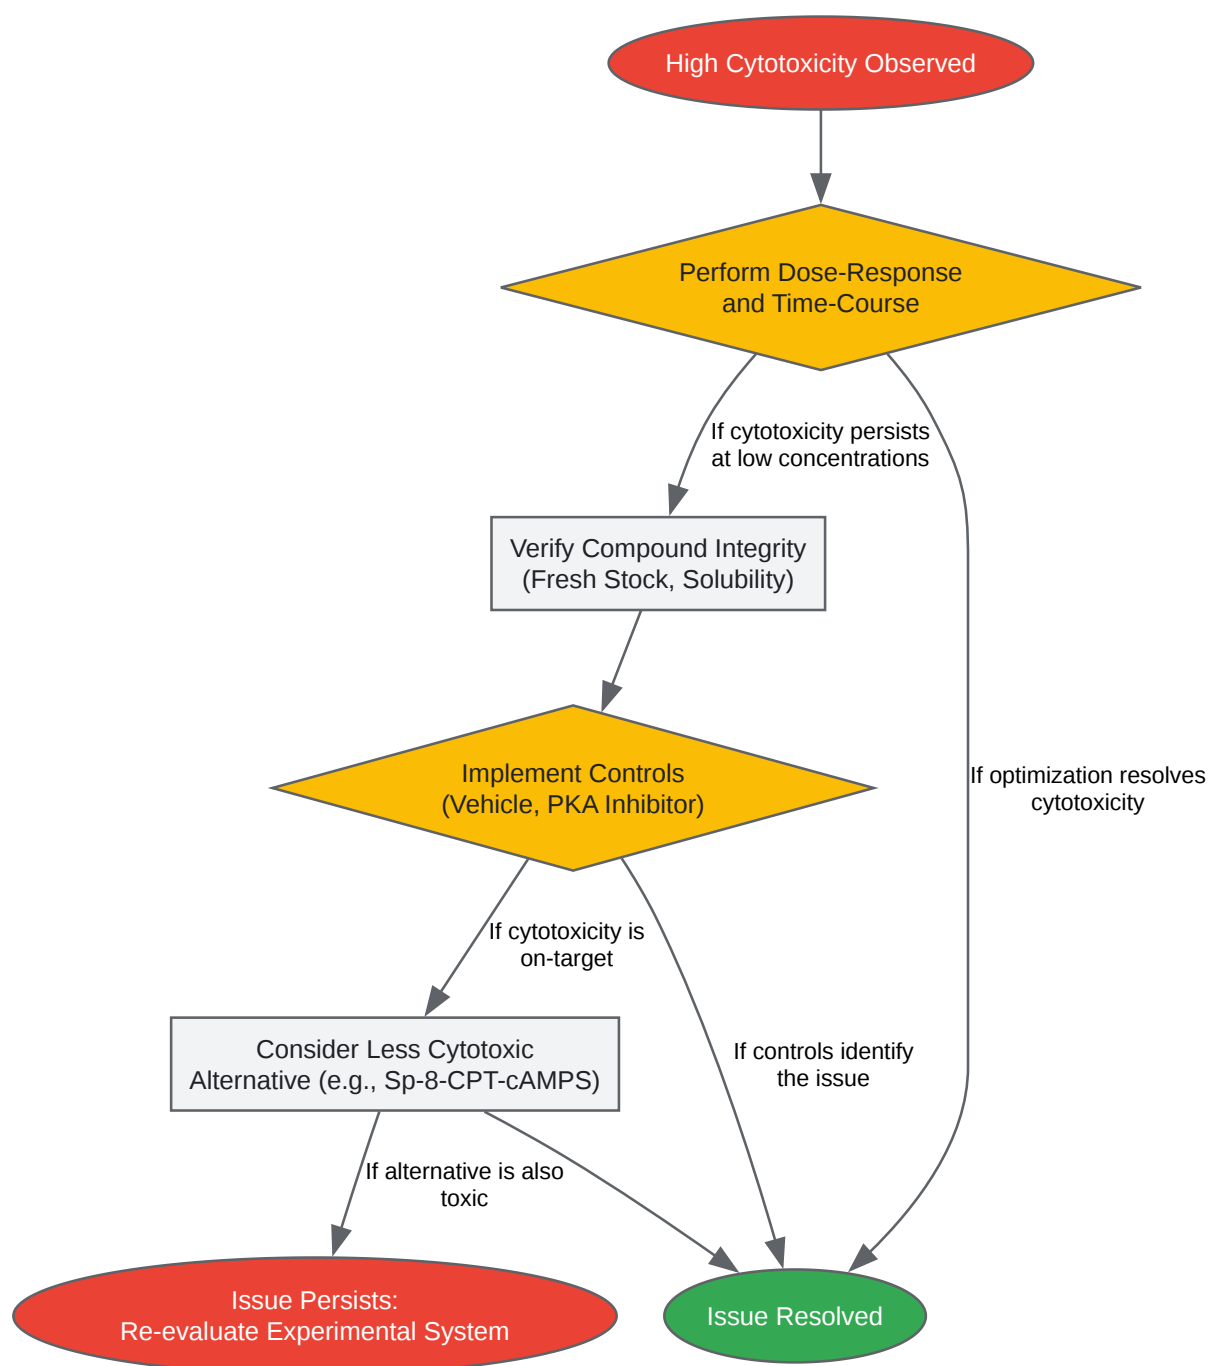 High Cytotoxicity Observed
Perform Dose-Response
and Time-Course
If cytotoxicity persists
at low concentrations
Verify Compound Integrity
(Fresh Stock, Solubility)
Implement Controls
(Vehicle, PKA Inhibitor)
If optimization resolves
cytotoxicity
If cytotoxicity is
on-target
Consider Less Cytotoxic
Alternative (e.g., Sp-8-CPT-cAMPS)
If controls identify
the issue
If alternative is also
toxic
Issue Persists:
Re-evaluate Experimental System
Issue Resolved